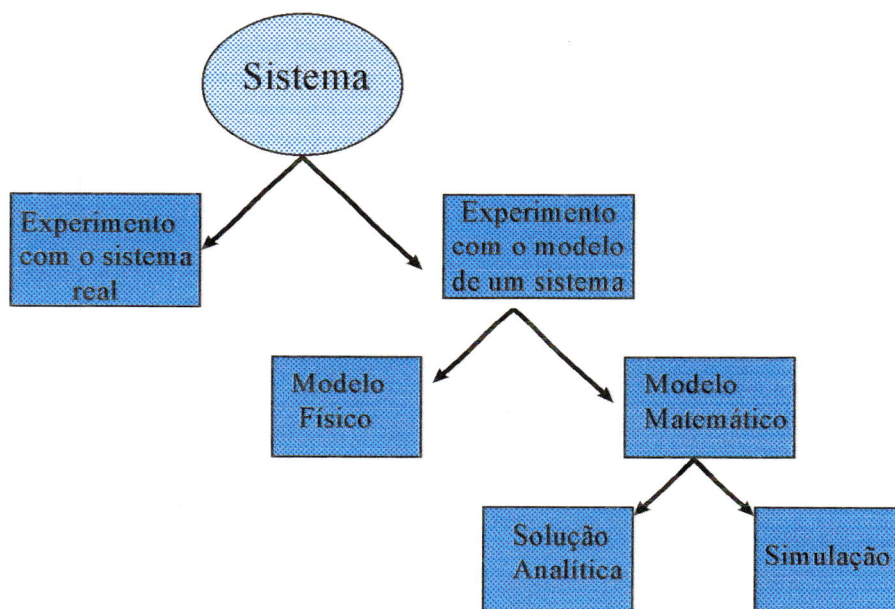 Sistema
Experimento
com o sistema
real
Experimento
com o modelo
de um sistema
Modelo
Físico
Modelo
Matemático
Solução
Analítica
Simulação